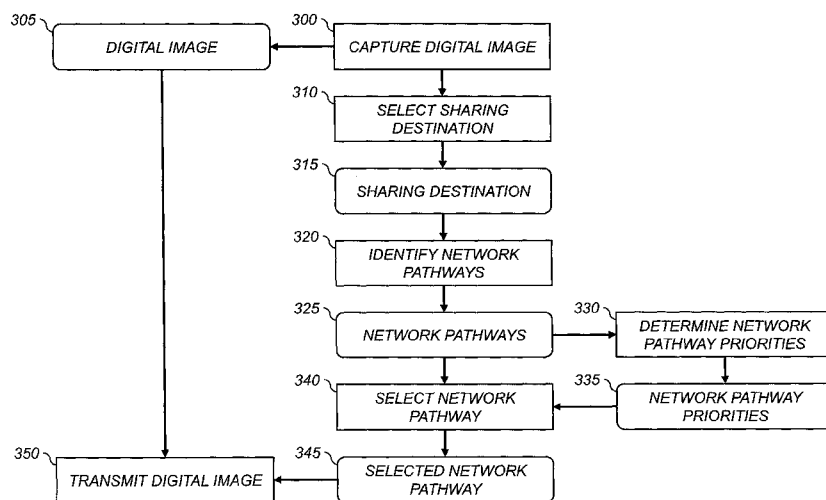 305
DIGITAL IMAGE
300
CAPTURE DIGITAL IMAGE
310
SELECT SHARING
DESTINATION
315
SHARING DESTINATION
320
IDENTIFY NETWORK
PATHWAYS
325
NETWORK PATHWAYS
330
DETERMINE NETWORK
PATHWAY PRIORITIES
340
SELECT NETWORK
PATHWAY
335
NETWORK PATHWAY
PRIORITIES
350
TRANSMIT DIGITAL IMAGE
345
SELECTED NETWORK
PATHWAY